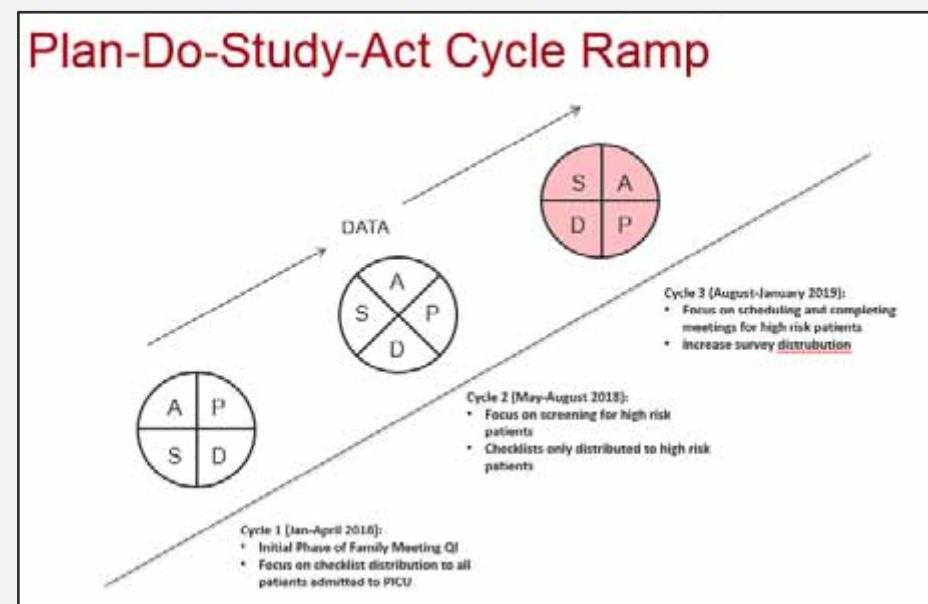 Plan-Do-Study-Act Cycle Ramp
DATA
S A
D P
A
S P
D
A P
S D
Cycle 3 (August-January 2019):
• Focus on scheduling and completing
meetings for high risk patients
• Increase survey distrubution
Cycle 2 (May-August 2018):
• Focus on screening for high risk
patients
• Checklists only distributed to high risk
patients
Cycle 1 (Jan-April 2018):
• Initial Phase of Family Meeting QI
• Focus on checklist distribution to all
patients admitted to PICU